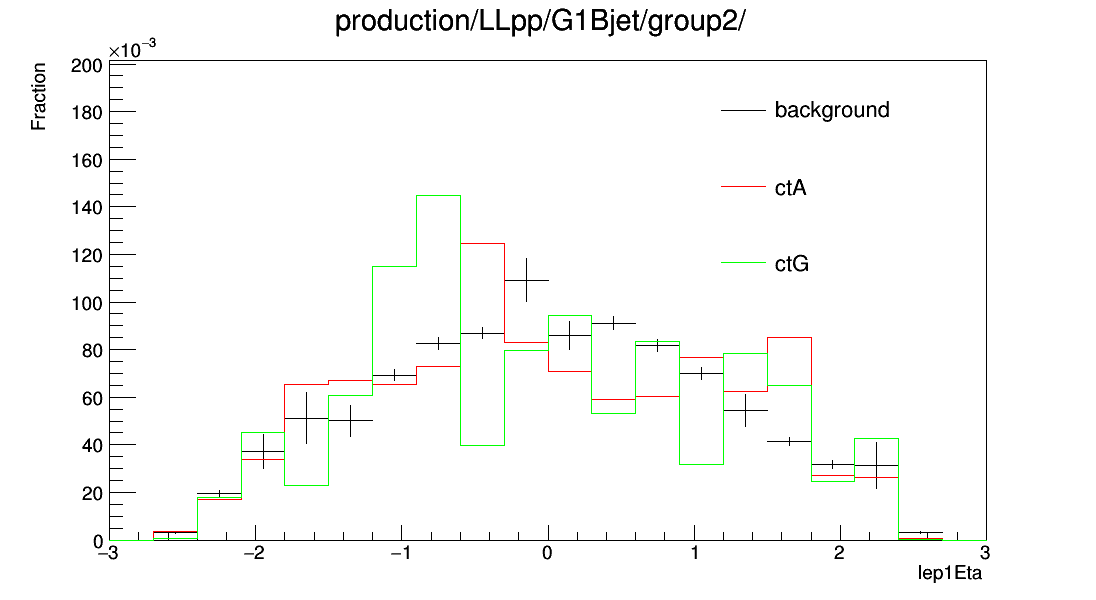 production/LLpp/G1Bjet/group2/
×10⁻³
Fraction
200
180
160
140
120
100
80
60
40
20
0
background
ctA
ctG
−3 −2 −1 0 1 2 3
lep1Eta